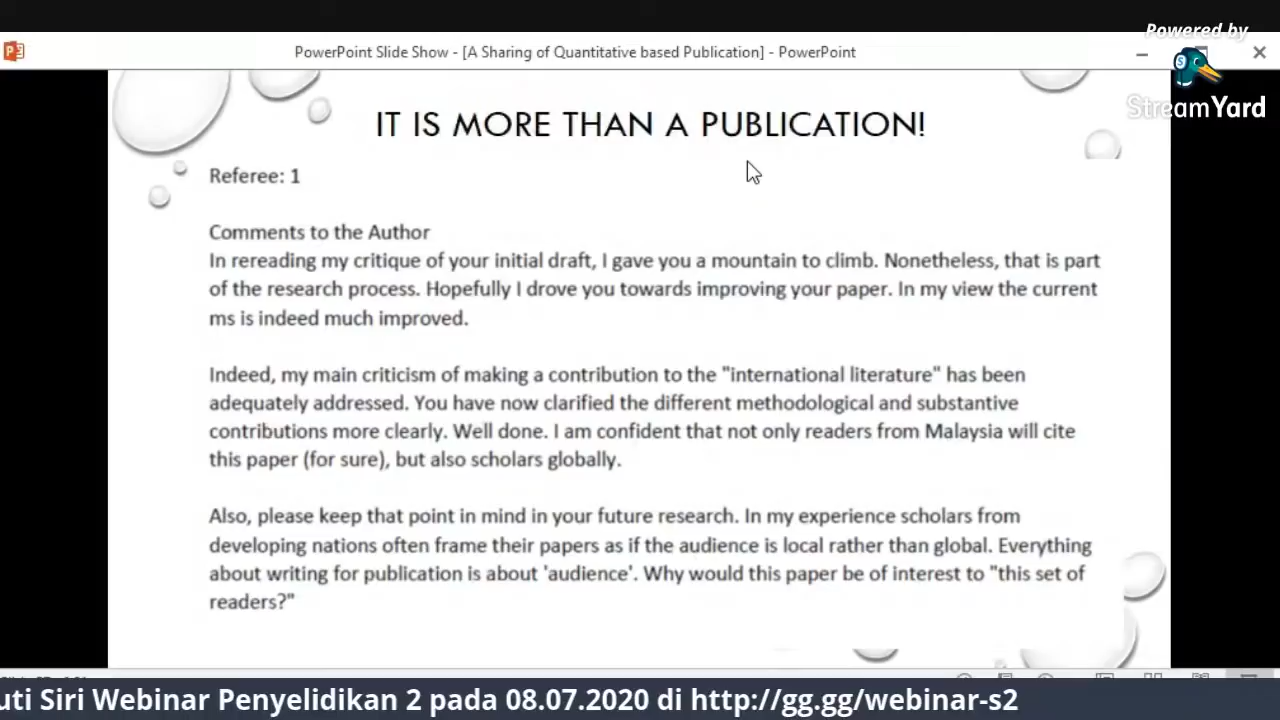 Powered by
PowerPoint Slide Show - [A Sharing of Quantitative based Publication] - PowerPoint
StreamYard
IT IS MORE THAN A PUBLICATION!
Referee: 1
Comments to the Author
In rereading my critique of your initial draft, I gave you a mountain to climb. Nonetheless, that is part
of the research process. Hopefully I drove you towards improving your paper. In my view the current
ms is indeed much improved.
Indeed, my main criticism of making a contribution to the "international literature" has been
adequately addressed. You have now clarified the different methodological and substantive
contributions more clearly. Well done. I am confident that not only readers from Malaysia will cite
this paper (for sure), but also scholars globally.
Also, please keep that point in mind in your future research. In my experience scholars from
developing nations often frame their papers as if the audience is local rather than global. Everything
about writing for publication is about 'audience'. Why would this paper be of interest to "this set of
readers?"
uti Siri Webinar Penyelidikan 2 pada 08.07.2020 di http://gg.gg/webinar-s2